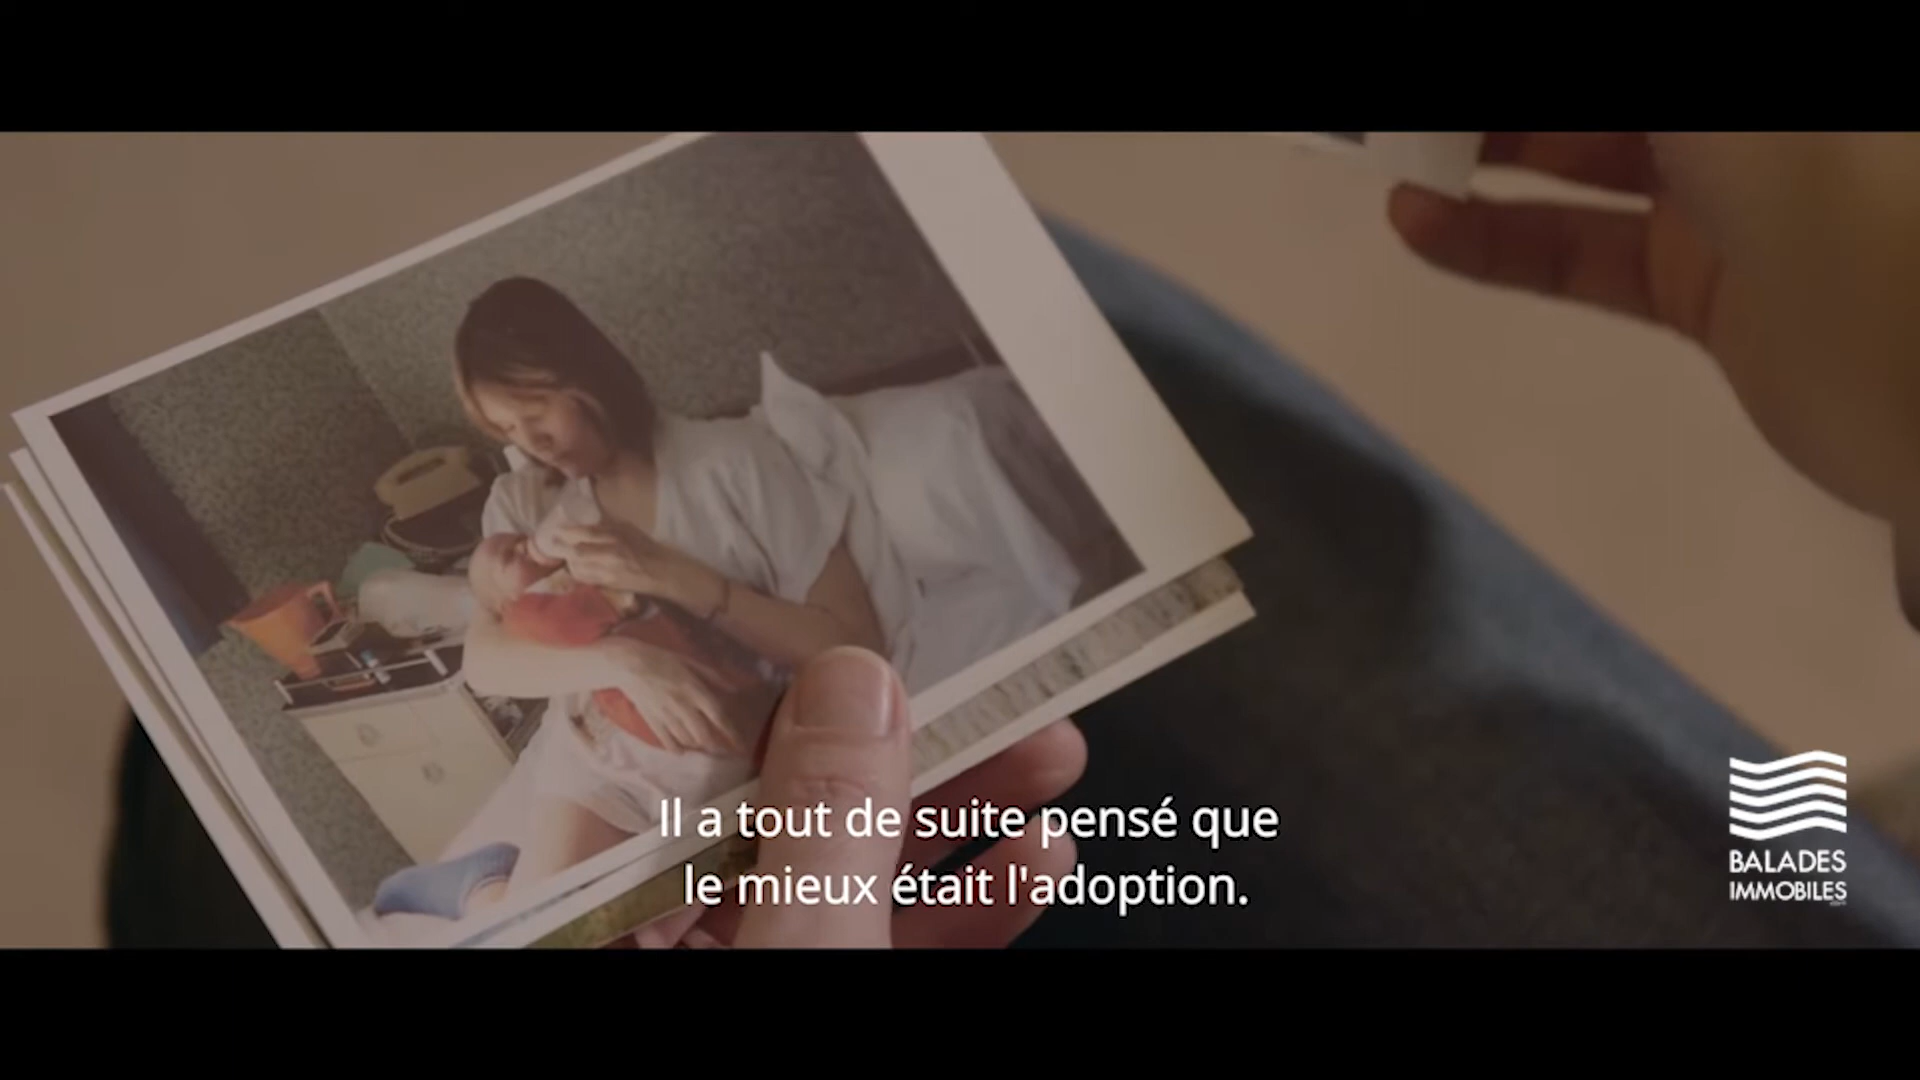 Il a tout de suite pensé que
le mieux était l'adoption.
BALADES
IMMOBILES